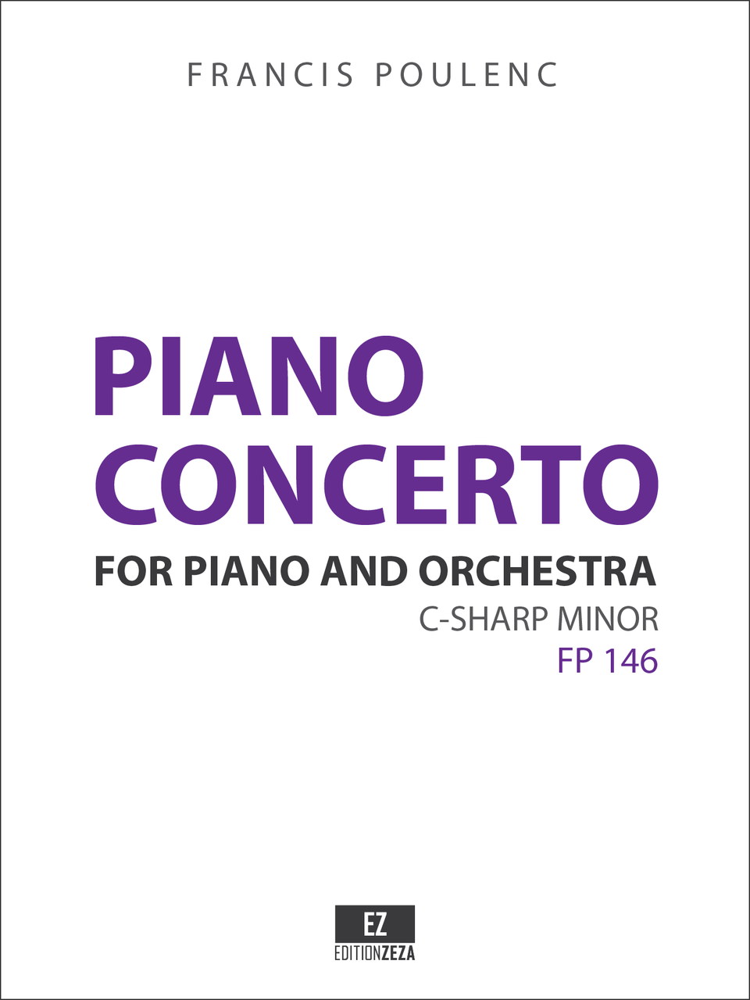 FRANCIS POULENC
PIANO
CONCERTO
FOR PIANO AND ORCHESTRA
C-SHARP MINOR
FP 146
EZ
EDITIONZEZA